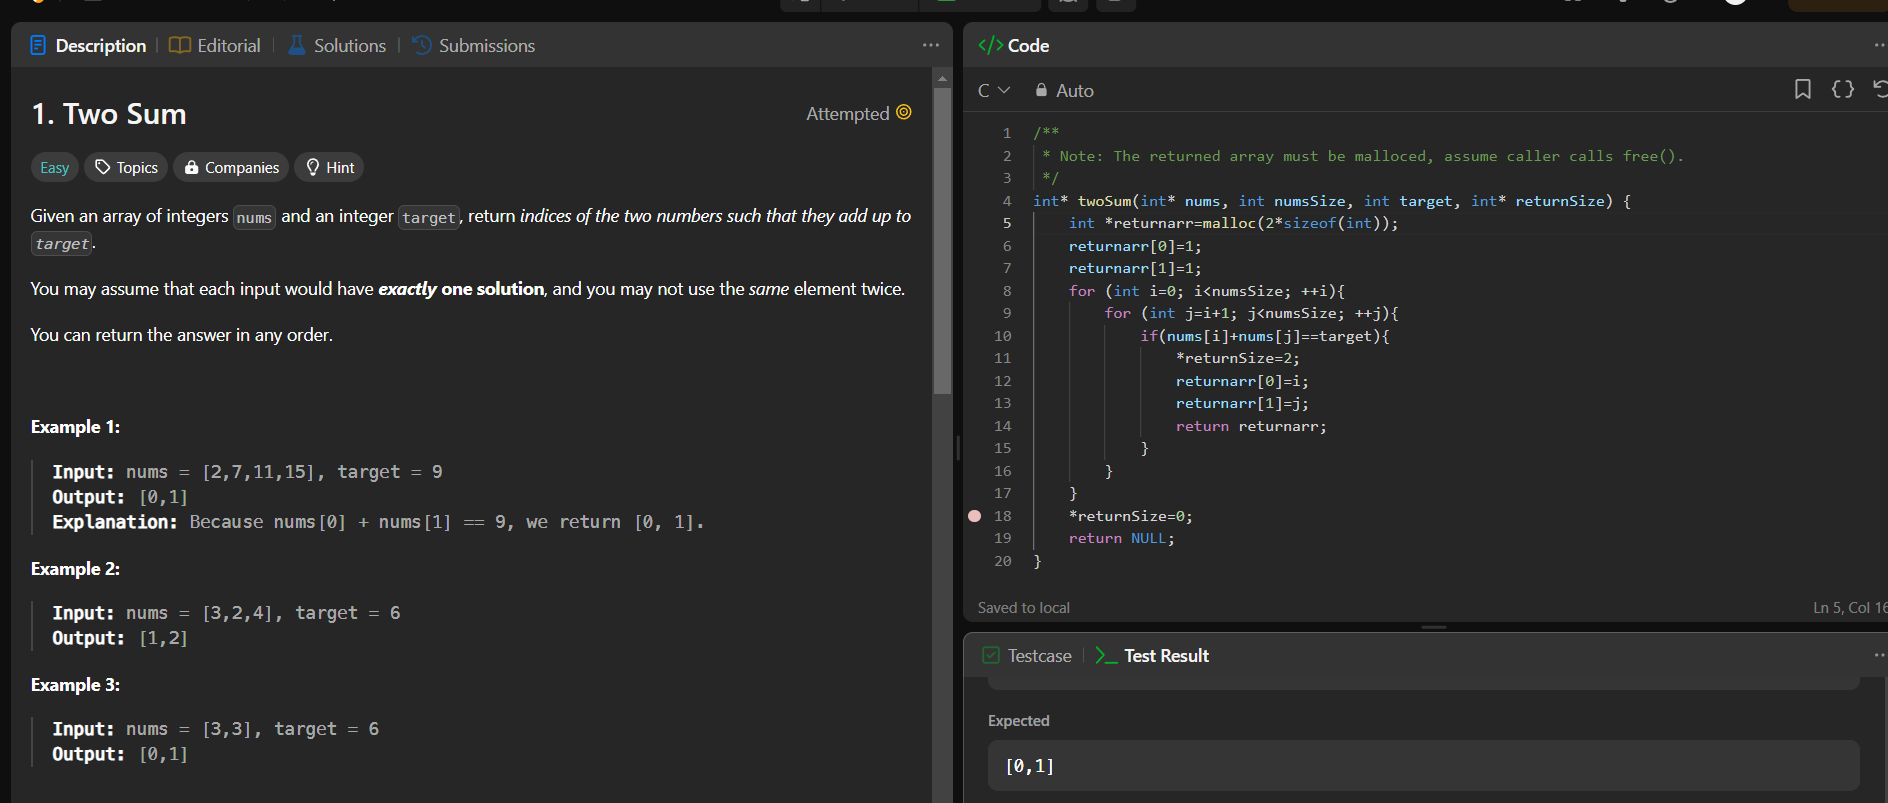 Description
Editorial
Solutions
Submissions
1. Two Sum
Attempted
Easy
Topics
Companies
Hint
Given an array of integers nums and an integer target, return indices of the two numbers such that they add up to
target.
You may assume that each input would have exactly one solution, and you may not use the same element twice.
You can return the answer in any order.
Example 1:
Input: nums = [2,7,11,15], target = 9
Output: [0,1]
Explanation: Because nums[0] + nums[1] == 9, we return [0, 1].
Example 2:
Input: nums = [3,2,4], target = 6
Output: [1,2]
Example 3:
Input: nums = [3,3], target = 6
Output: [0,1]
</> Code
C
Auto
1 /**
2 * Note: The returned array must be malloced, assume caller calls free().
3 */
4 int* twoSum(int* nums, int numsSize, int target, int* returnSize) {
5 int *returnarr=malloc(2*sizeof(int));
6 returnarr[0]=1;
7 returnarr[1]=1;
8 for (int i=0; i<numsSize; ++i){
9 for (int j=i+1; j<numsSize; ++j){
10 if(nums[i]+nums[j]==target){
11 *returnSize=2;
12 returnarr[0]=i;
13 returnarr[1]=j;
14 return returnarr;
15 }
16 }
17 }
18 *returnSize=0;
19 return NULL;
20 }
Saved to local
Ln 5, Col 16
Testcase
Test Result
Expected
[0,1]